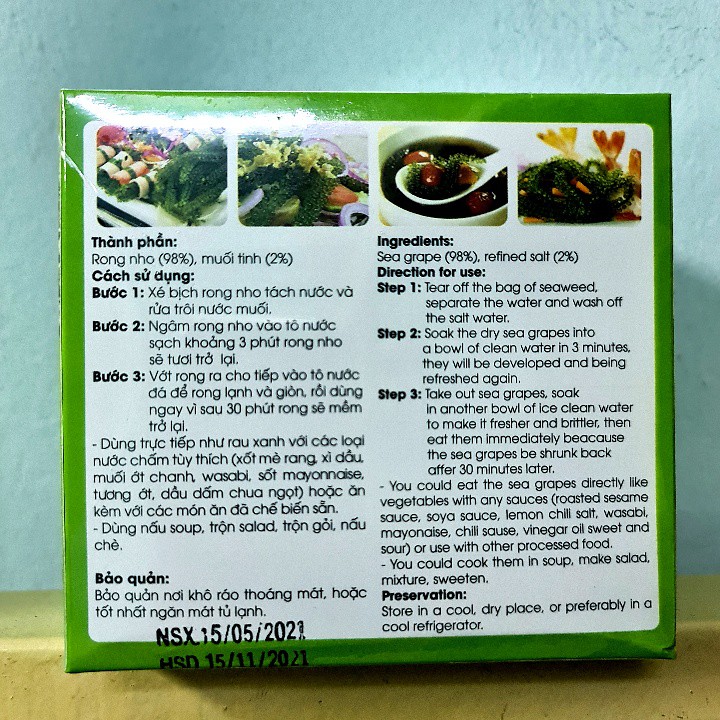 Thành phần:
Rong nho (98%), muối tinh (2%)
Cách sử dụng:
Bước 1: Xé bịch rong nho tách nước và
rửa trôi nước muối.
Bước 2: Ngâm rong nho vào tô nước
sạch khoảng 3 phút rong nho
sẽ tươi trở lại.
Bước 3: Vớt rong ra cho tiếp vào tô nước
đá để rong lạnh và giòn, rồi dùng
ngay vì sau 30 phút rong sẽ mềm
trở lại.
- Dùng trực tiếp như rau xanh với các loại
nước chấm tùy thích (xốt mè rang, xì dầu,
muối ớt chanh, wasabi, sốt mayonnaise,
tương ớt, dầu dấm chua ngọt) hoặc ăn
kèm với các món ăn đã chế biến sẵn.
- Dùng nấu soup, trộn salad, trộn gỏi, nấu
chè.
Bảo quản:
Bảo quản nơi khô ráo thoáng mát, hoặc
tốt nhất ngăn mát tủ lạnh.
NSX 15/05/2021
HSD 15/11/2021
Ingredients:
Sea grape (98%), refined salt (2%)
Direction for use:
Step 1: Tear off the bag of seaweed,
separate the water and wash off
the salt water.
Step 2: Soak the dry sea grapes into
a bowl of clean water in 3 minutes,
they will be developed and being
refreshed again.
Step 3: Take out sea grapes, soak
in another bowl of ice clean water
to make it fresher and brittler, then
eat them immediately beacause
the sea grapes be shrunk back
affer 30 minutes later.
- You could eat the sea grapes directly like
vegetables with any sauces (roasted sesame
sauce, soya sauce, lemon chili salt, wasabi,
mayonaise, chili sause, vinegar oil sweet and
sour) or use with other processed food.
- You could cook them in soup, make salad,
mixture, sweeten.
Preservation:
Store in a cool, dry place, or preferably in a
cool refrigerator.